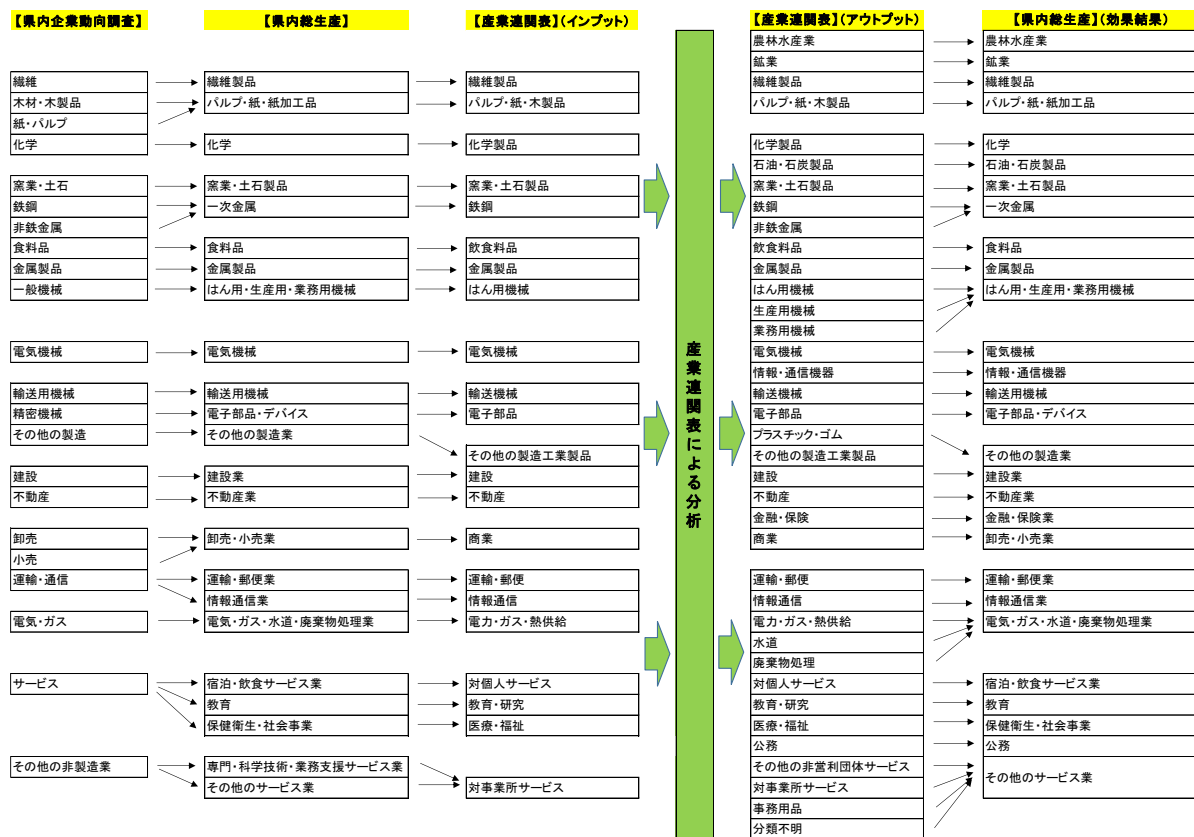 【県内企業動向調査】
【県内総生産】
【産業連関表】(インプット)
【産業連関表】(アウトプット)
【県内総生産】(効果結果)
繊維
木材・木製品
紙・パルプ
化学
窯業・土石
鉄鋼
非鉄金属
食料品
金属製品
一般機械
電気機械
輸送用機械
精密機械
その他の製造
建設
不動産
卸売
小売
運輸・通信
電気・ガス
サービス
その他の非製造業
繊維製品
パルプ・紙・紙加工品
化学
窯業・土石製品
一次金属
食料品
金属製品
はん用・生産用・業務用機械
電気機械
輸送用機械
電子部品・デバイス
その他の製造業
建設業
不動産業
卸売・小売業
運輸・郵便業
情報通信業
電気・ガス・水道・廃棄物処理業
宿泊・飲食サービス業
教育
保健衛生・社会事業
専門・科学技術・業務支援サービス業
その他のサービス業
繊維製品
パルプ・紙・木製品
化学製品
窯業・土石製品
鉄鋼
飲食料品
金属製品
はん用機械
電気機械
輸送機械
電子部品
その他の製造工業製品
建設
不動産
商業
運輸・郵便
情報通信
電力・ガス・熱供給
対個人サービス
教育・研究
医療・福祉
対事業所サービス
産業連関表による分析
農林水産業
鉱業
繊維製品
パルプ・紙・木製品
化学製品
石油・石炭製品
窯業・土石製品
鉄鋼
非鉄金属
飲食料品
金属製品
はん用機械
生産用機械
業務用機械
電気機械
情報・通信機器
輸送機械
電子部品
プラスチック・ゴム
その他の製造工業製品
建設
不動産
金融・保険
商業
運輸・郵便
情報通信
電力・ガス・熱供給
水道
廃棄物処理
対個人サービス
教育・研究
医療・福祉
公務
その他の非営利団体サービス
対事業所サービス
事務用品
分類不明
農林水産業
鉱業
繊維製品
パルプ・紙・紙加工品
化学
石油・石炭製品
窯業・土石製品
一次金属
食料品
金属製品
はん用・生産用・業務用機械
電気機械
情報・通信機器
輸送用機械
電子部品・デバイス
その他の製造業
建設業
不動産業
金融・保険業
卸売・小売業
運輸・郵便業
情報通信業
電気・ガス・水道・廃棄物処理業
宿泊・飲食サービス業
教育
保健衛生・社会事業
公務
その他のサービス業